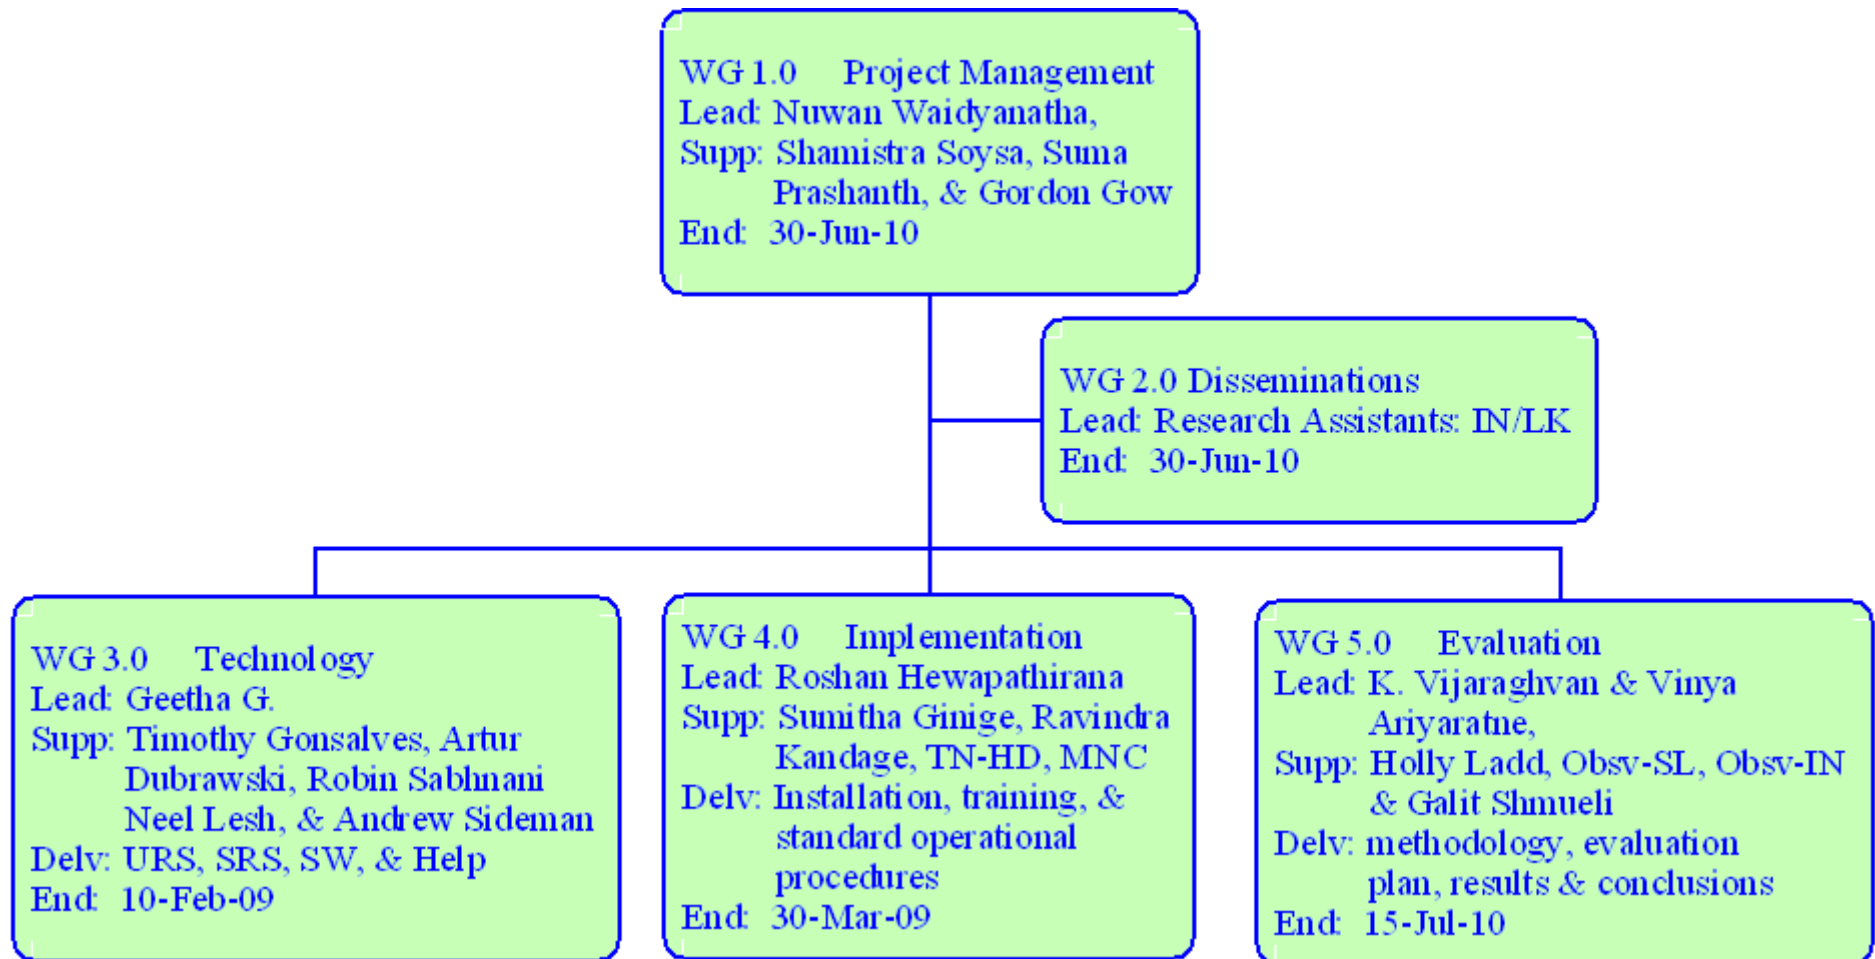 WG 1.0 Project Management
Lead: Nuwan Waidyanatha,
Supp: Shamistra Soysa, Suma
Prashanth, & Gordon Gow
End: 30-Jun-10
WG 2.0 Disseminations
Lead: Research Assistants: IN/LK
End: 30-Jun-10
WG 3.0 Technology
Lead: Geetha G.
Supp: Timothy Gonsalves, Artur
Dubrawski, Robin Sabhnani
Neel Lesh, & Andrew Sideman
Delv: URS, SRS, SW, & Help
End: 10-Feb-09
WG 4.0 Implementation
Lead: Roshan Hewapathirana
Supp: Sumitha Ginige, Ravindra
Kandage, TN-HD, MNC
Delv: Installation, training, &
standard operational
procedures
End: 30-Mar-09
WG 5.0 Evaluation
Lead: K. Vijaraghvan & Vinya
Ariyaratne,
Supp: Holly Ladd, Obsv-SL, Obsv-IN
& Galit Shmueli
Delv: methodology, evaluation
plan, results & conclusions
End: 15-Jul-10